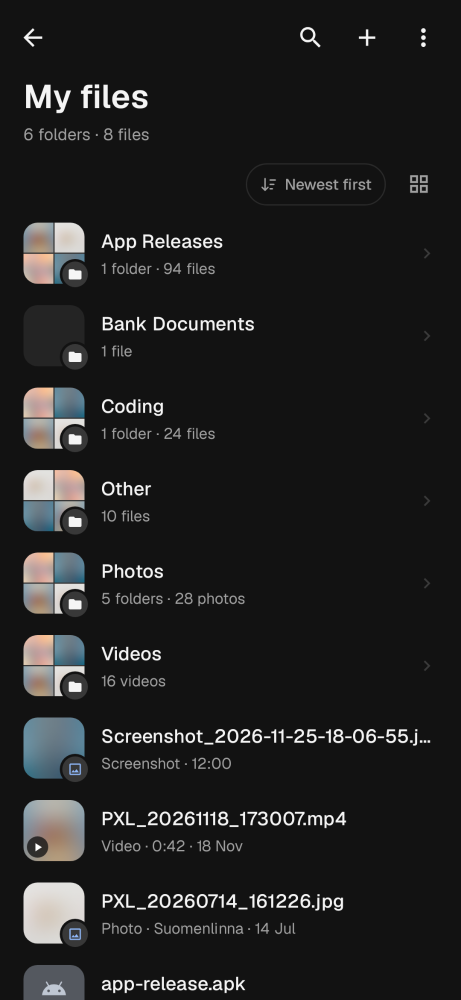 My files
6 folders · 8 files
Newest first
App Releases
1 folder · 94 files
Bank Documents
1 file
Coding
1 folder · 24 files
Other
10 files
Photos
5 folders · 28 photos
Videos
16 videos
Screenshot_2026-11-25-18-06-55.j…
Screenshot · 12:00
PXL_20261118_173007.mp4
Video · 0:42 · 18 Nov
PXL_20260714_161226.jpg
Photo · Suomenlinna · 14 Jul
app-release.apk